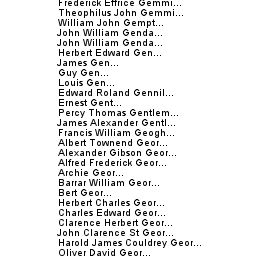 Frederick Effrice Gemmi...
Theophilus John Gemmi...
William John Gempt...
John William Genda...
John William Genda...
Herbert Edward Gen...
James Gen...
Guy Gen...
Louis Gen...
Edward Roland Gennil...
Ernest Gent...
Percy Thomas Gentlem...
James Alexander Gentl...
Francis William Geogh...
Albert Townend Geor...
Alexander Gibson Geor...
Alfred Frederick Geor...
Archie Geor...
Barrar William Geor...
Bert Geor...
Herbert Charles Geor...
Charles Edward Geor...
Clarence Herbert Geor...
John Clarence St Geor...
Harold James Couldrey Geor...
Oliver David Geor...